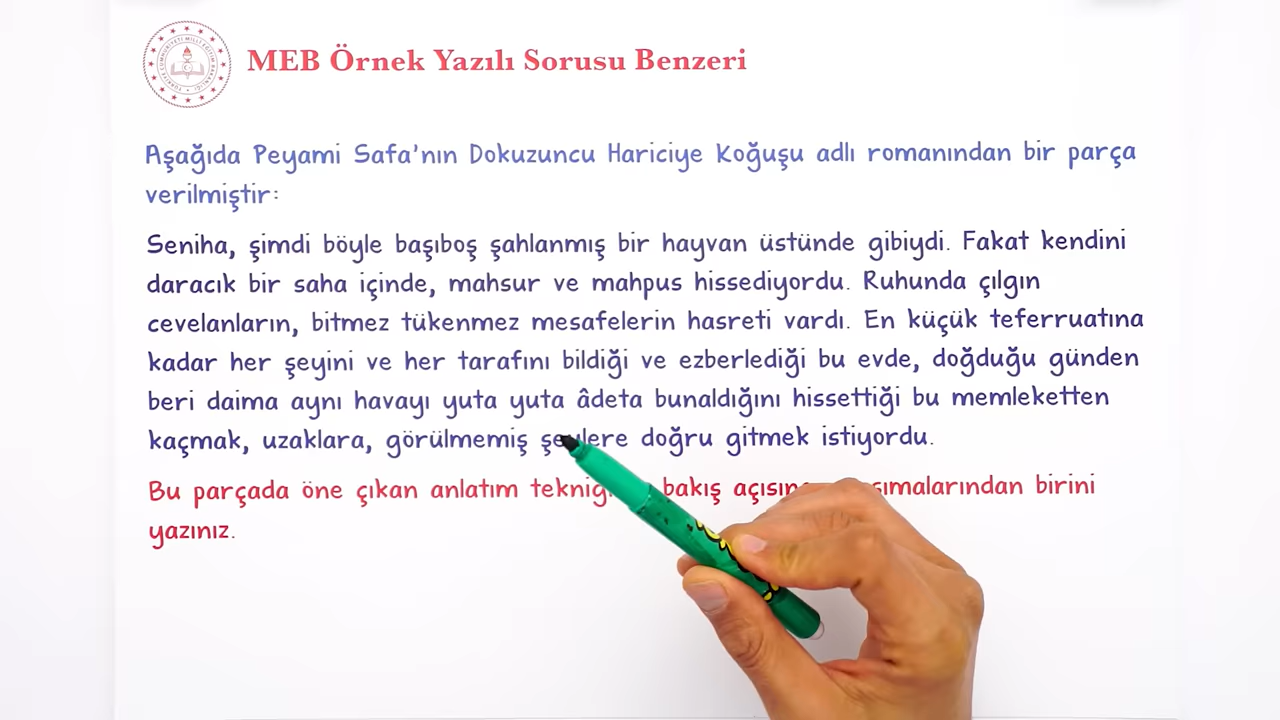 MEB Örnek Yazılı Sorusu Benzeri
Aşağıda Peyami Safa'nın Dokuzuncu Hariciye Koğuşu adlı romanından bir parça
verilmiştir:
Seniha, şimdi böyle başıboş şahlanmış bir hayvan üstünde gibiydi. Fakat kendini
daracık bir saha içinde, mahsur ve mahpus hissediyordu. Ruhunda çılgın
cevelanların, bitmez tükenmez mesafelerin hasreti vardı. En küçük teferruatına
kadar her şeyini ve her tarafını bildiği ve ezberlediği bu evde, doğduğu günden
beri daima aynı havayı yuta yuta âdeta bunaldığını hissettiği bu memleketten
kaçmak, uzaklara, görülmemiş şeylere doğru gitmek istiyordu.
Bu parçada öne çıkan anlatım bakış birini
yazınız.